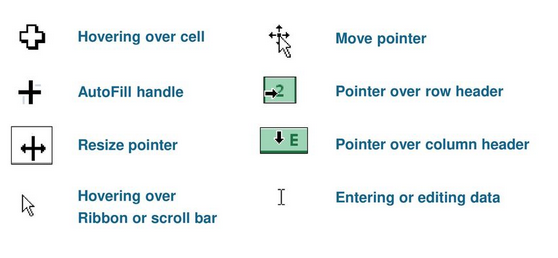 Hovering over cell
AutoFill handle
Resize pointer
Hovering over
Ribbon or scroll bar
Move pointer
2
Pointer over row header
E
Pointer over column header
Entering or editing data